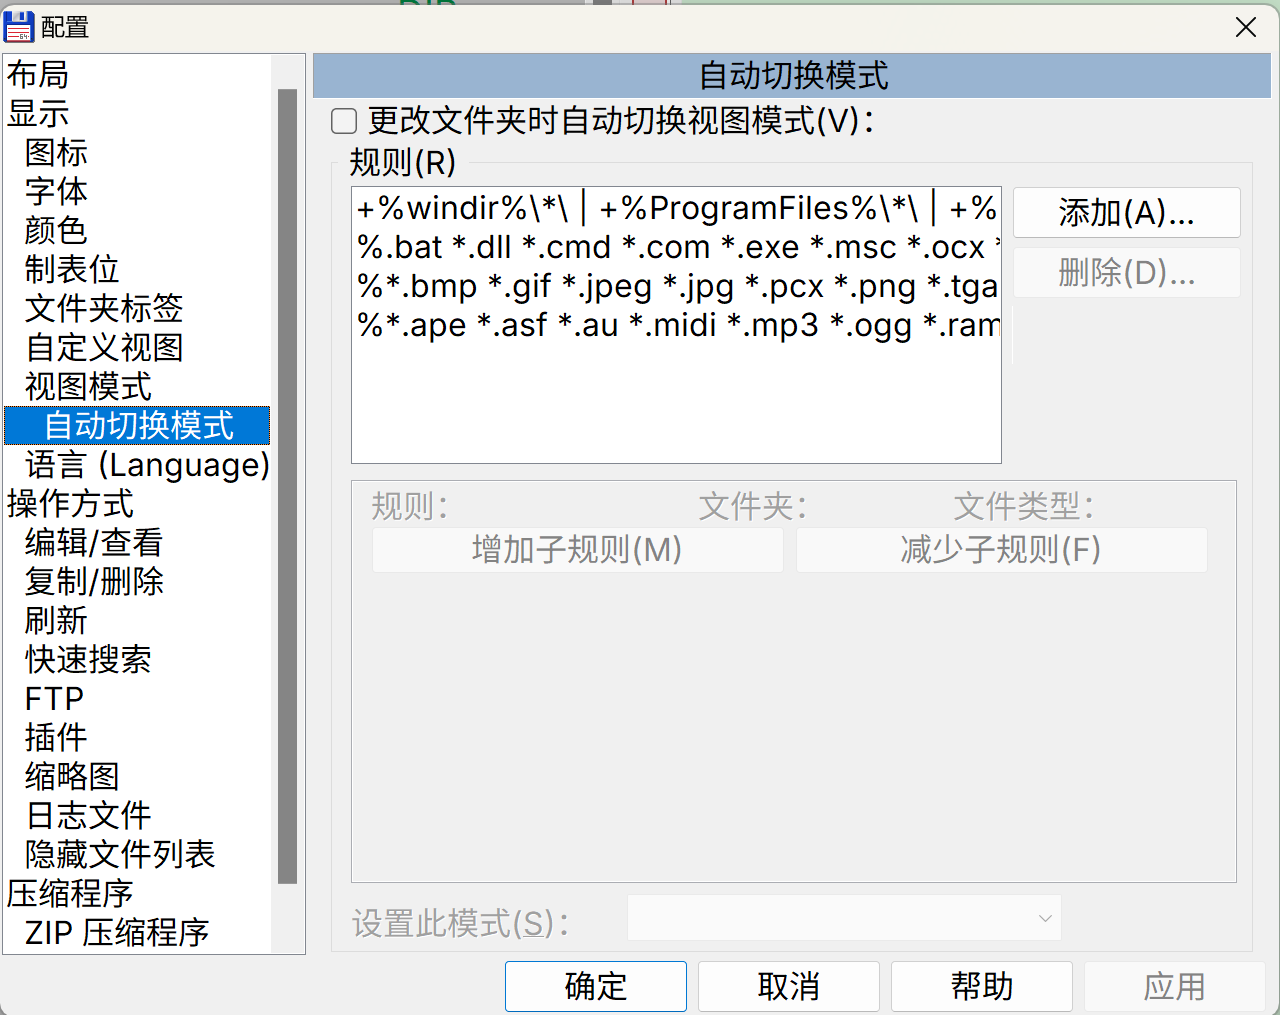 配置
布局
显示
图标
字体
颜色
制表位
文件夹标签
自定义视图
视图模式
自动切换模式
语言 (Language)
操作方式
编辑/查看
复制/删除
刷新
快速搜索
FTP
插件
缩略图
日志文件
隐藏文件列表
压缩程序
ZIP 压缩程序
自动切换模式
更改文件夹时自动切换视图模式(V)：
规则(R)
+%windir%\*\ | +%ProgramFiles%\*\ | +%
%.bat *.dll *.cmd *.com *.exe *.msc *.ocx *
%*.bmp *.gif *.jpeg *.jpg *.pcx *.png *.tga
%*.ape *.asf *.au *.midi *.mp3 *.ogg *.ram
添加(A)...
删除(D)...
规则： 文件夹： 文件类型：
增加子规则(M) 减少子规则(F)
设置此模式(S)：
确定 取消 帮助 应用